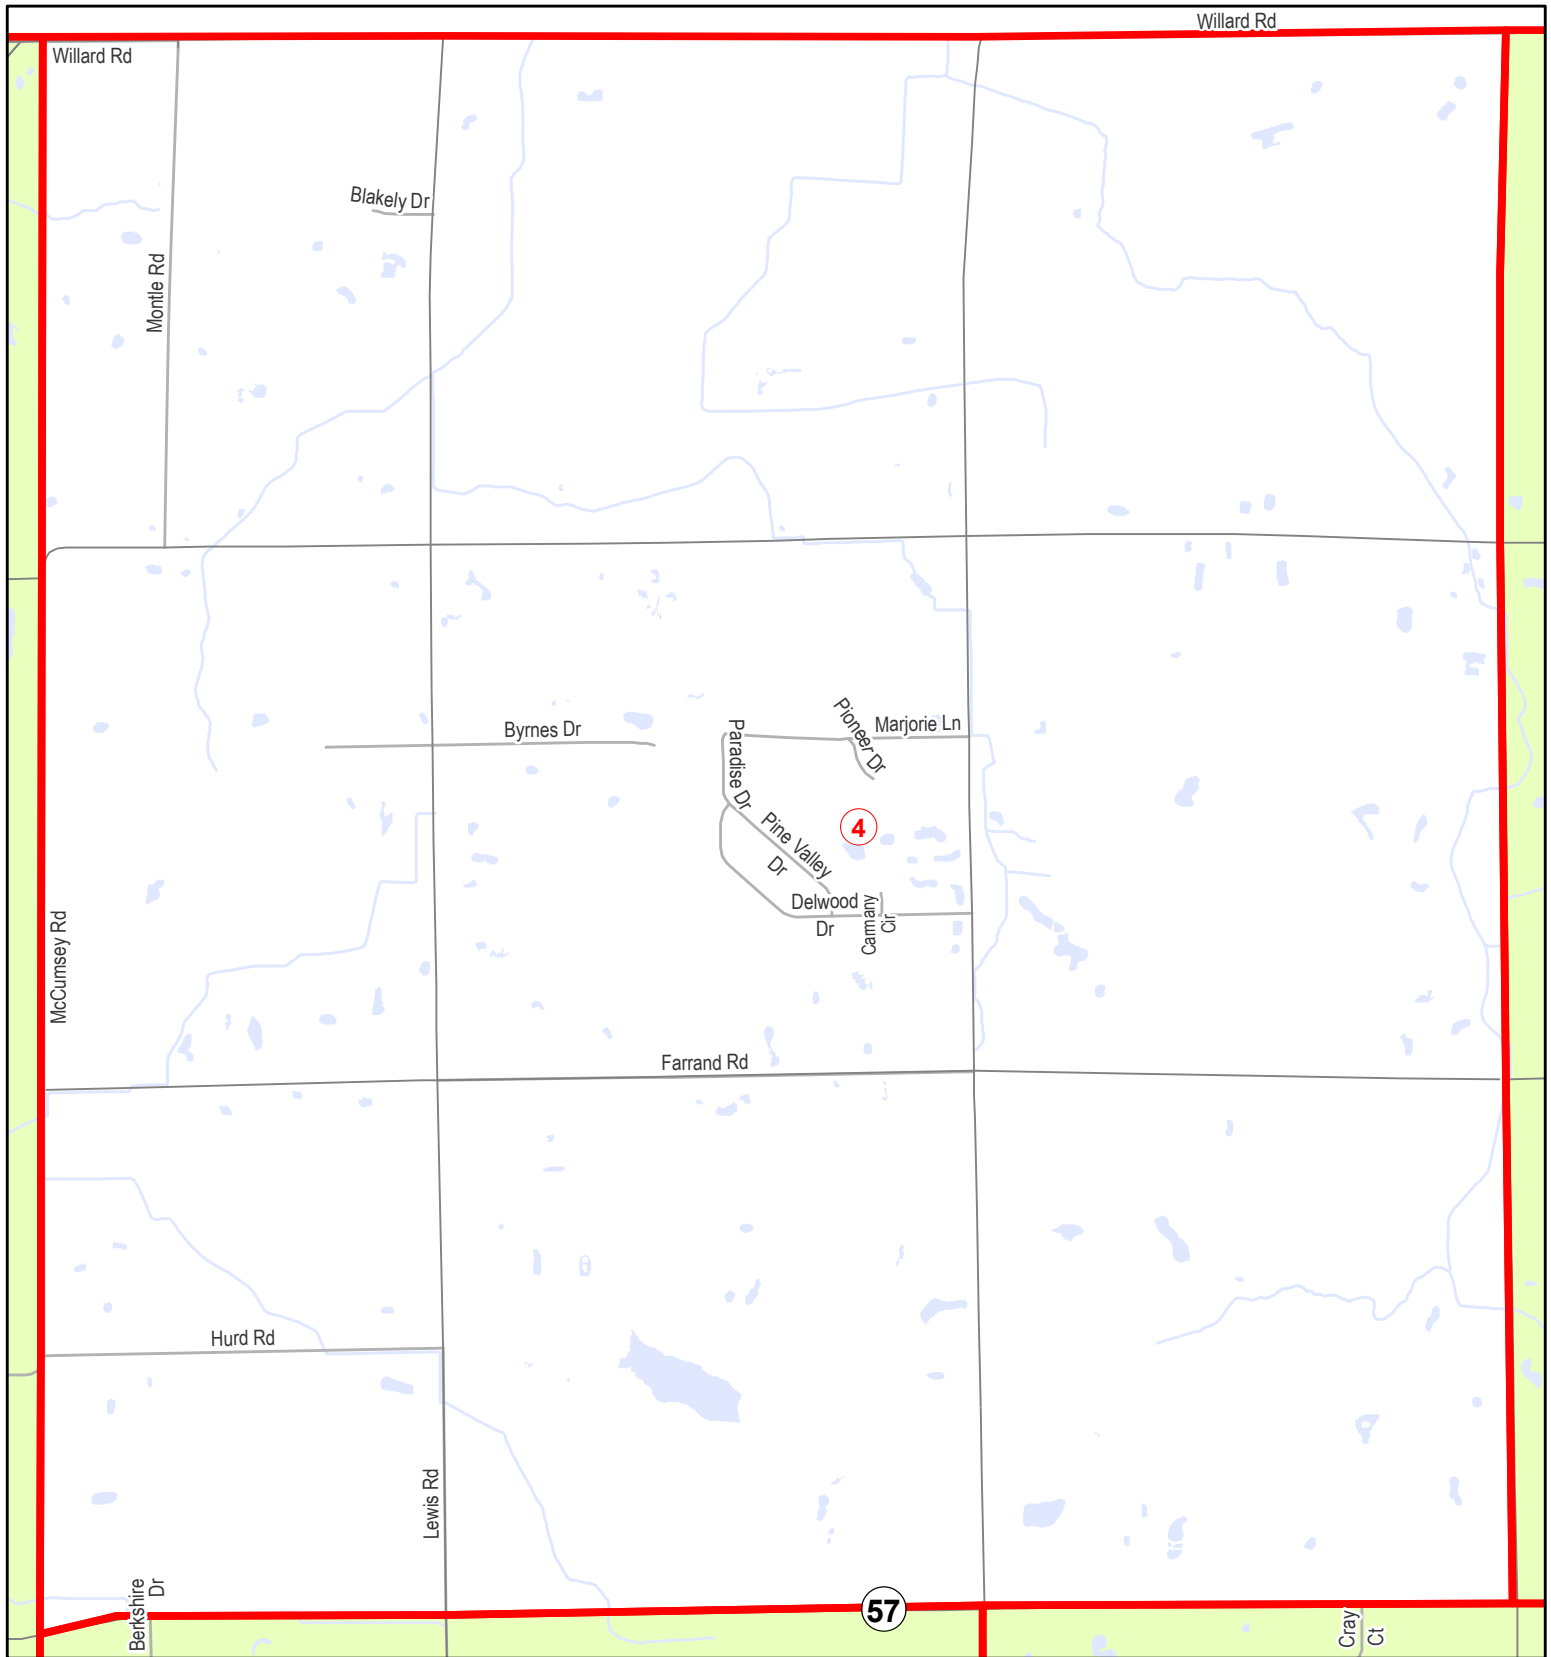 Willard Rd
Willard Rd
Blakely Dr
Montle Rd
Byrnes Dr
Paradise Dr
Pioneer Dr
Marjorie Ln
4
Pine Valley
Dr
Delwood
Dr
Carmany
Cir
McCumsey Rd
Farrand Rd
Hurd Rd
Lewis Rd
Berkshire
Dr
57
Cray
Ct